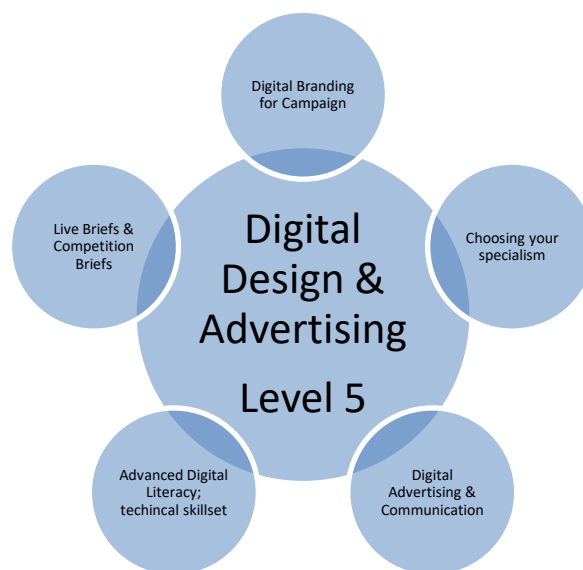 Digital Branding
for Campaign
Live Briefs &
Competition
Briefs
Digital
Design &
Advertising
Level 5
Choosing your
specialism
Advanced Digital
Literacy;
techincal skillset
Digital
Advertising &
Communication